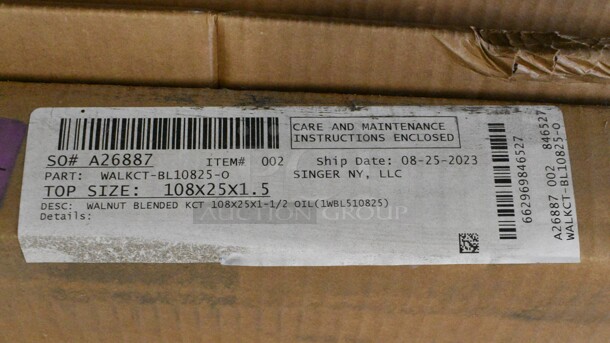 CARE AND MAINTENANCE
INSTRUCTIONS ENCLOSED
SO# A26887 ITEM# 002 Ship Date: 08-25-2023
PART: WALKCT-BL10825-O SINGER NY, LLC
TOP SIZE: 108X25X1.5
DESC: WALNUT BLENDED KCT 108X25X1-1/2 OIL(1WBL510825)
Details:
AUCTION GROUP
662969846527
A26887 002 846527
WALKCT-BL10825-O